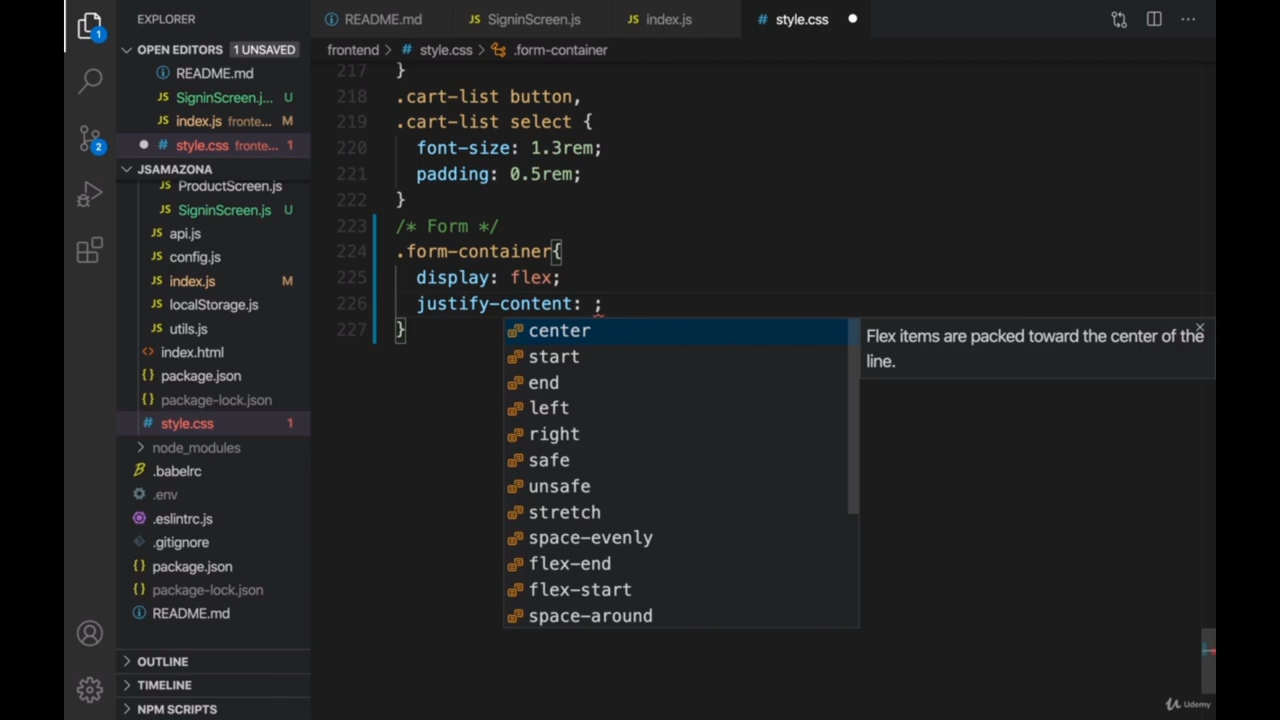 EXPLORER
README.md
SigninScreen.js
index.js
style.css
OPEN EDITORS
1 UNSAVED
frontend
style.css
.form-container
README.md
SigninScreen.j...
U
index.js fronte...
M
style.css fronte...
1
JSAMAZONA
ProductScreen.js
SigninScreen.js
U
api.js
config.js
index.js
M
localStorage.js
utils.js
index.html
package.json
package-lock.json
style.css
1
node_modules
.babelrc
.env
.eslintrc.js
.gitignore
package.json
package-lock.json
README.md
OUTLINE
TIMELINE
NPM SCRIPTS
1
2
217 }
218 .cart-list button,
219 .cart-list select {
220 font-size: 1.3rem;
221 padding: 0.5rem;
222 }
223 /* Form */
224 .form-container{
225 display: flex;
226 justify-content: ;
227 }
center
start
end
left
right
safe
unsafe
stretch
space-evenly
flex-end
flex-start
space-around
Flex items are packed toward the center of the
line.
Udemy